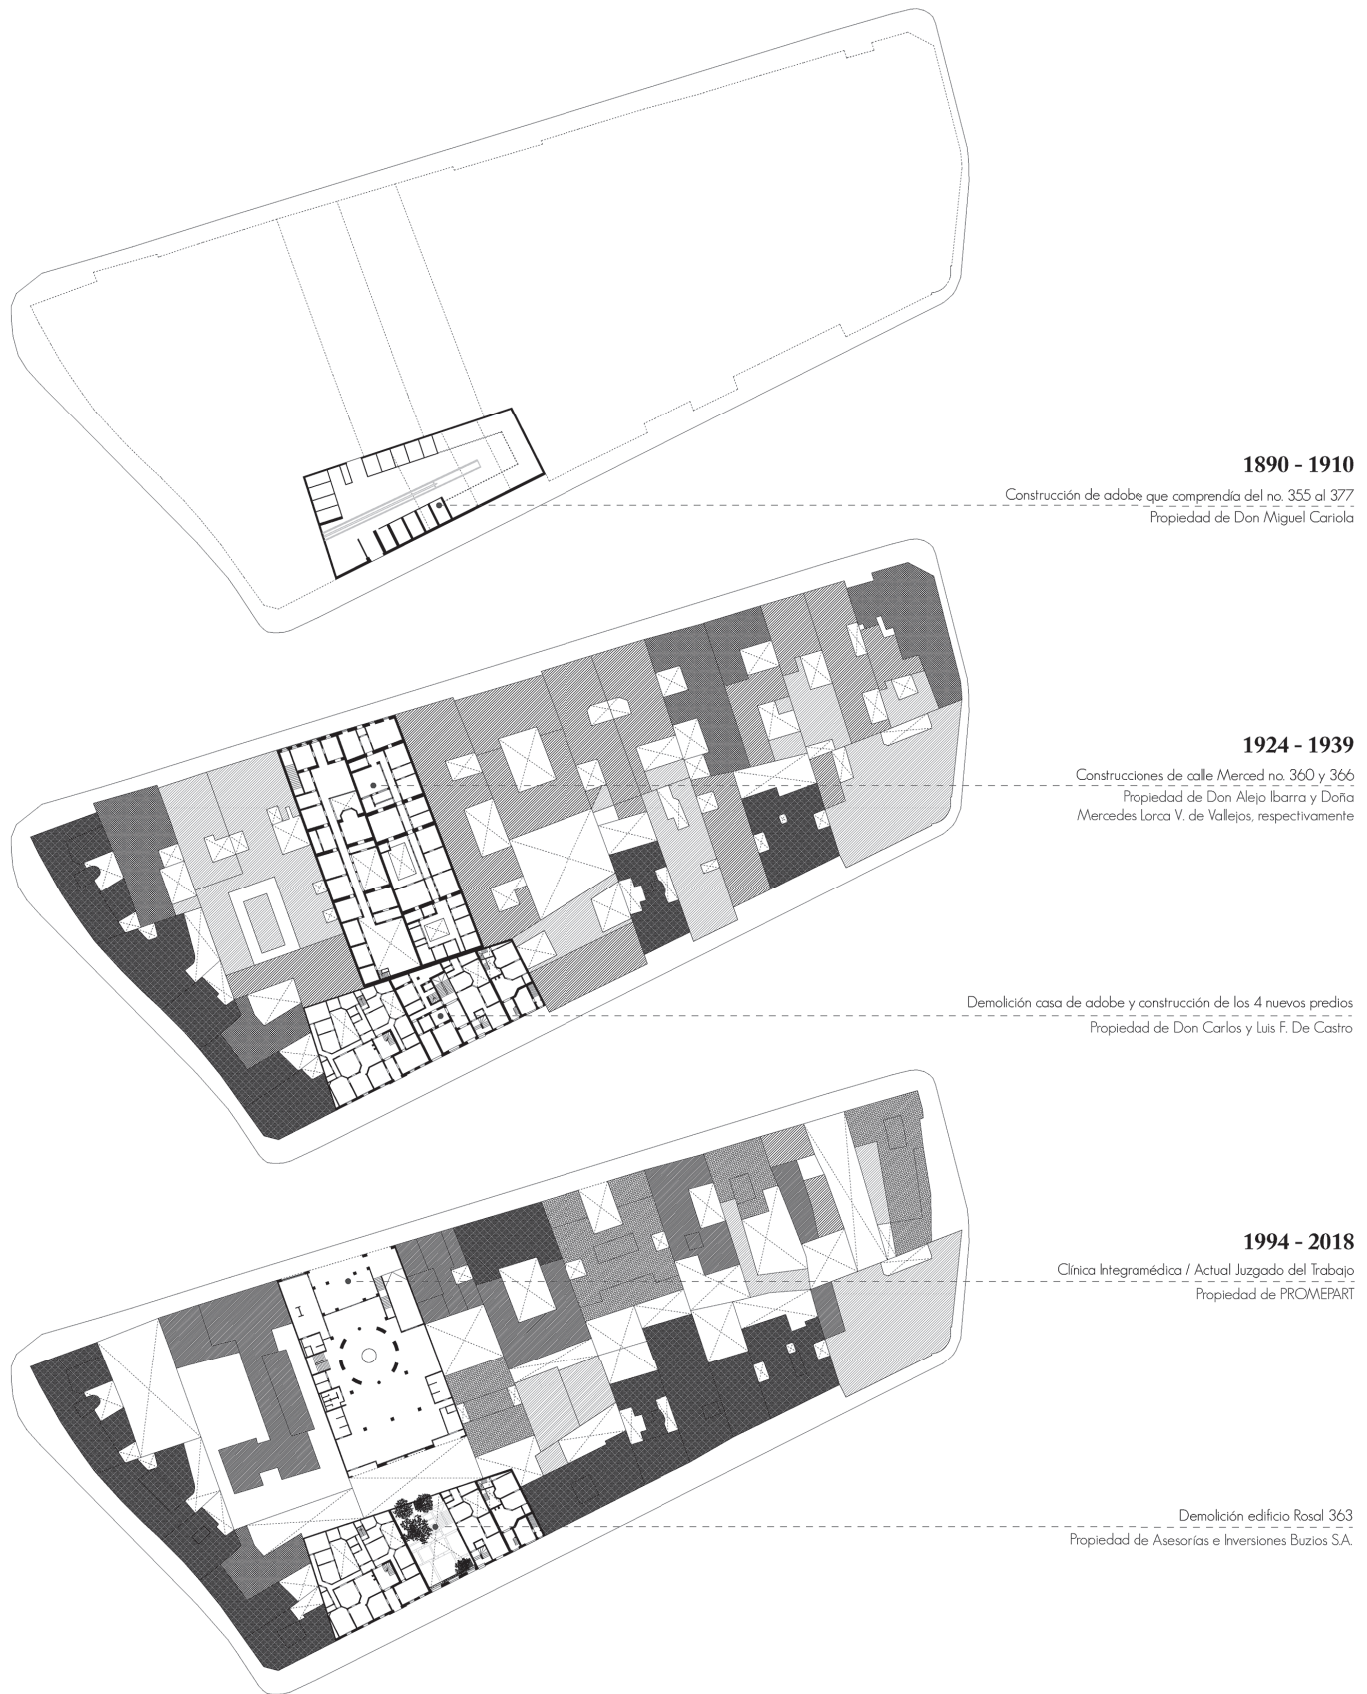 1890 - 1910
Construcción de adobe que comprendía del no. 355 al 377
Propiedad de Don Miguel Cariola
1924 - 1939
Construcciones de calle Merced no. 360 y 366
Propiedad de Don Alejo Ibarra y Doña
Mercedes Lorca V. de Vallejos, respectivamente
Demolición casa de adobe y construcción de los 4 nuevos predios
Propiedad de Don Carlos y Luis F. De Castro
1994 - 2018
Clínica Integramédica / Actual Juzgado del Trabajo
Propiedad de PROMEPART
Demolición edificio Rosal 363
Propiedad de Asesorías e Inversiones Buzios S.A.